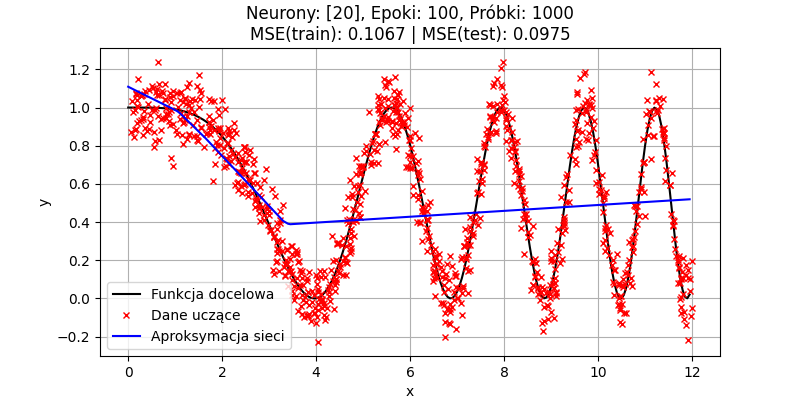 Neurony: [20], Epoki: 100, Próbki: 1000
MSE(train): 0.1067 | MSE(test): 0.0975
1.2
1.0
0.8
0.6
0.4
0.2
0.0
−0.2
y
Funkcja docelowa
Dane uczące
Aproksymacja sieci
0 2 4 6 8 10 12
x